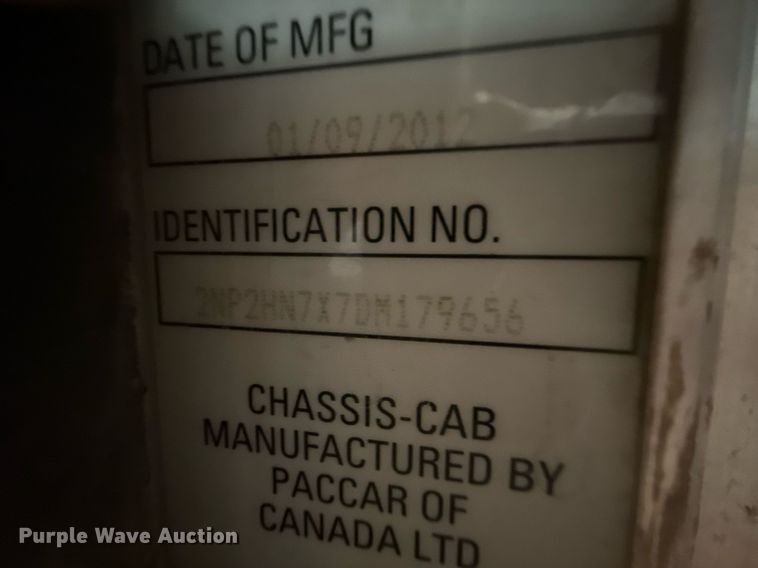 DATE OF MFG
01/09/2012
IDENTIFICATION NO.
2NP2HN7X7DM179656
CHASSIS-CAB
MANUFACTURED BY
PACCAR OF
CANADA LTD
Purple Wave Auction